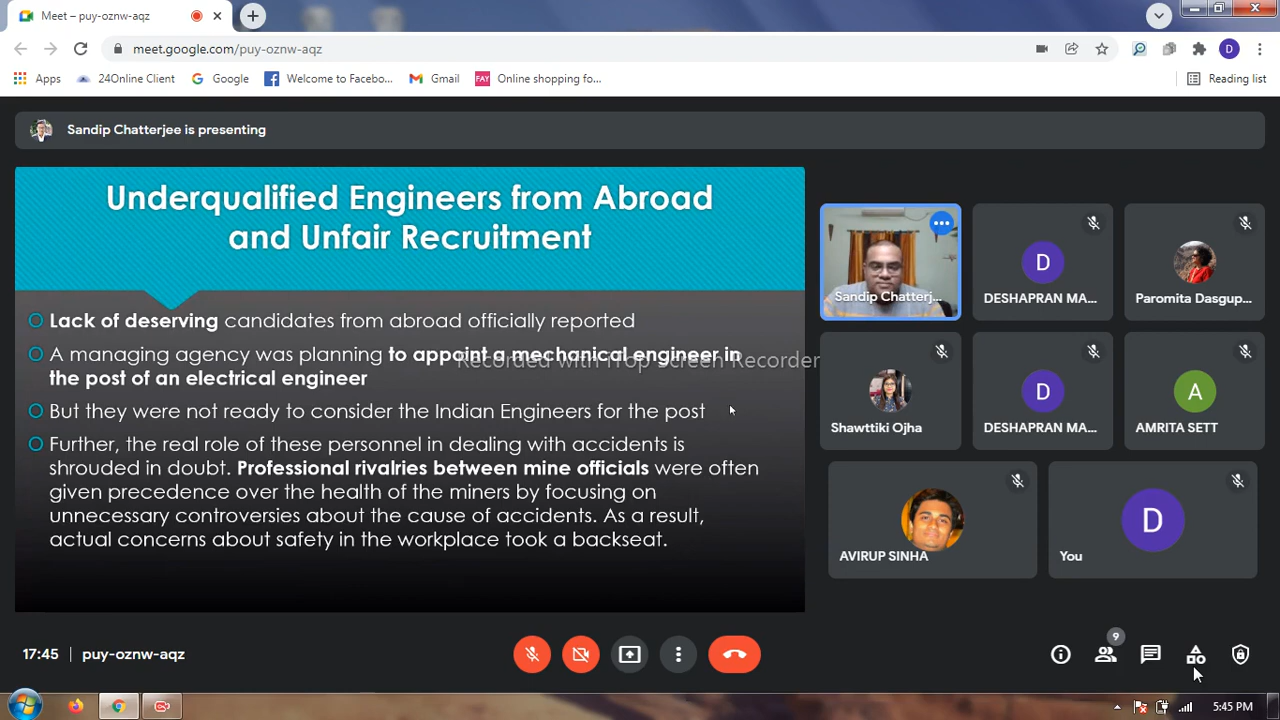 Meet – puy-oznw-aqz
meet.google.com/puy-oznw-aqz
D
Apps
24Online Client
Google
Welcome to Facebo...
Gmail
FAY
Online shopping fo...
Reading list
Sandip Chatterjee is presenting
Underqualified Engineers from Abroad
and Unfair Recruitment
Lack of deserving candidates from abroad officially reported
A managing agency was planning to appoint a mechanical engineer in
the post of an electrical engineer
Recorded with iTop Screen Recorder
But they were not ready to consider the Indian Engineers for the post
Further, the real role of these personnel in dealing with accidents is
shrouded in doubt. Professional rivalries between mine officials were often
given precedence over the health of the miners by focusing on
unnecessary controversies about the cause of accidents. As a result,
actual concerns about safety in the workplace took a backseat.
Sandip Chatterj...
D
DESHAPRAN MA...
Paromita Dasgup...
Shawttiki Ojha
D
DESHAPRAN MA...
A
AMRITA SETT
AVIRUP SINHA
D
You
17:45 | puy-oznw-aqz
9
5:45 PM